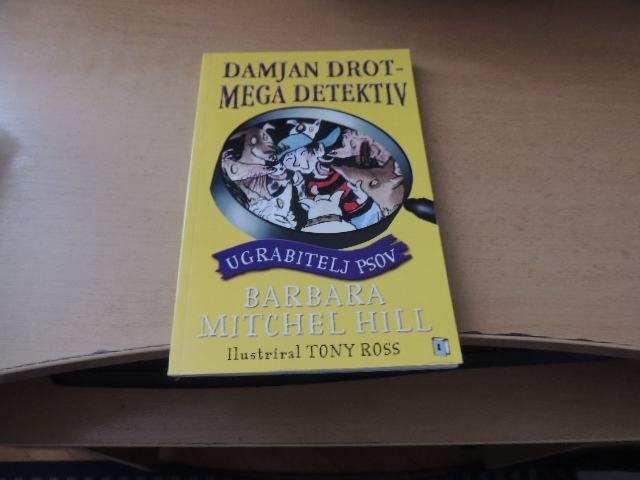 DAMJAN DROT-
MEGA DETEKTIV
UGRABITELJ PSOV
BARBARA
MITCHEL HILL
Ilustriral TONY ROSS